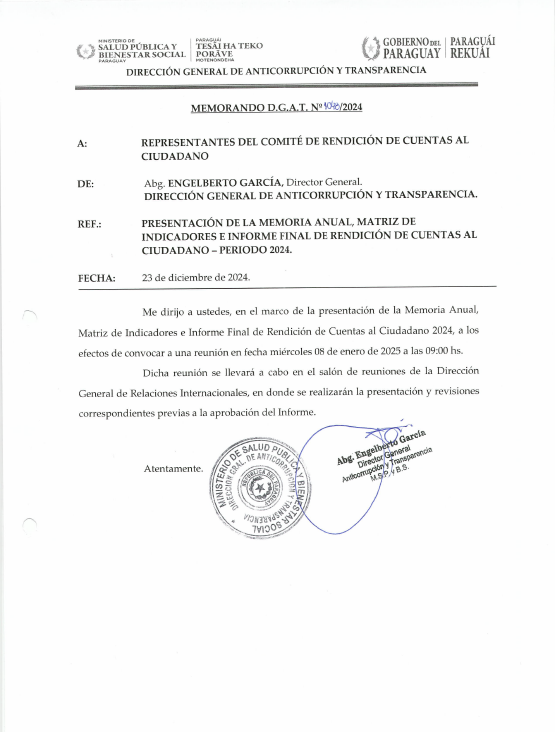 MINISTERIO DE
SALUD PÚBLICA Y
BIENESTAR SOCIAL
PARAGUAY
PARAGUÁI
TESÃI HA TEKO
PORÃVE
MOTENONDEHA
GOBIERNO DEL PARAGUAY
PARAGUÁI REKUÁI
DIRECCIÓN GENERAL DE ANTICORRUPCIÓN Y TRANSPARENCIA
MEMORANDO D.G.A.T. Nº /2024
A: REPRESENTANTES DEL COMITÉ DE RENDICIÓN DE CUENTAS AL
CIUDADANO
DE: Abg. ENGELBERTO GARCÍA, Director General.
DIRECCIÓN GENERAL DE ANTICORRUPCIÓN Y TRANSPARENCIA.
REF.: PRESENTACIÓN DE LA MEMORIA ANUAL, MATRIZ DE
INDICADORES E INFORME FINAL DE RENDICIÓN DE CUENTAS AL
CIUDADANO – PERIODO 2024.
FECHA: 23 de diciembre de 2024.
Me dirijo a ustedes, en el marco de la presentación de la Memoria Anual,
Matriz de Indicadores e Informe Final de Rendición de Cuentas al Ciudadano 2024, a los
efectos de convocar a una reunión en fecha miércoles 08 de enero de 2025 a las 09:00 hs.
Dicha reunión se llevará a cabo en el salón de reuniones de la Dirección
General de Relaciones Internacionales, en donde se realizarán la presentación y revisiones
correspondientes previas a la aprobación del Informe.
Atentamente.
MINISTERIO DE SALUD PUBLICA Y BIENESTAR SOCIAL
DIRECCIÓN GRAL. DE ANTICORRUPCIÓN Y TRANSPARENCIA
REPUBLICA DEL PARAGUAY
Abg. Engelberto García
Director General
Anticorrupción y Transparencia
M.S.P. y B.S.